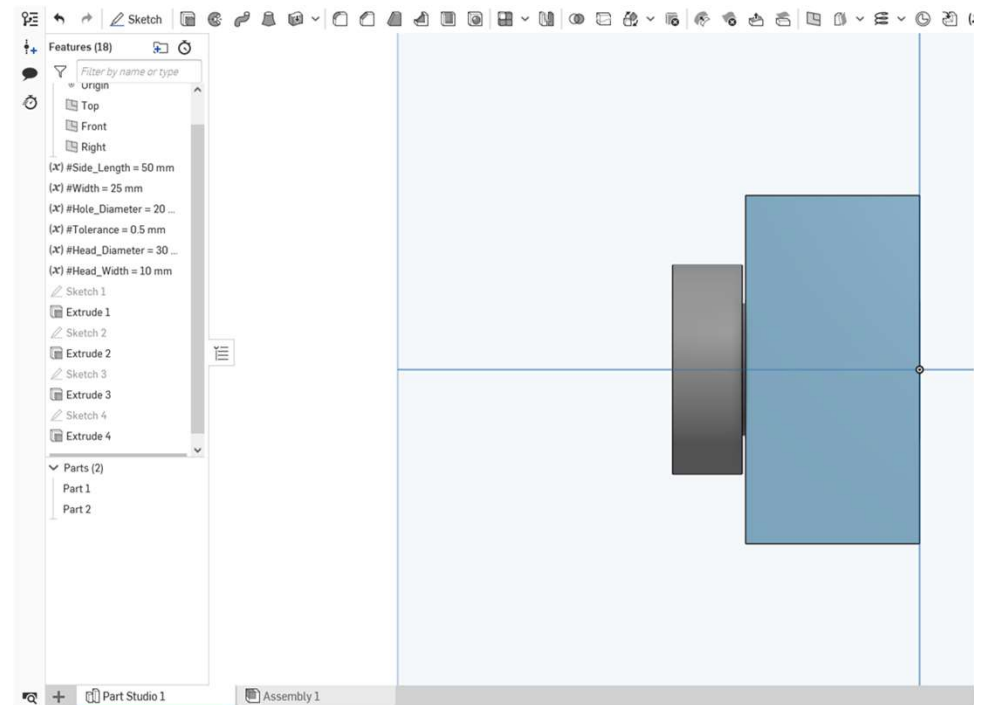 Sketch
Features (18)
Filter by name or type
Origin
Top
Front
Right
(x) #Side_Length = 50 mm
(x) #Width = 25 mm
(x) #Hole_Diameter = 20 ...
(x) #Tolerance = 0.5 mm
(x) #Head_Diameter = 30 ...
(x) #Head_Width = 10 mm
Sketch 1
Extrude 1
Sketch 2
Extrude 2
Sketch 3
Extrude 3
Sketch 4
Extrude 4
Parts (2)
Part 1
Part 2
Part Studio 1
Assembly 1